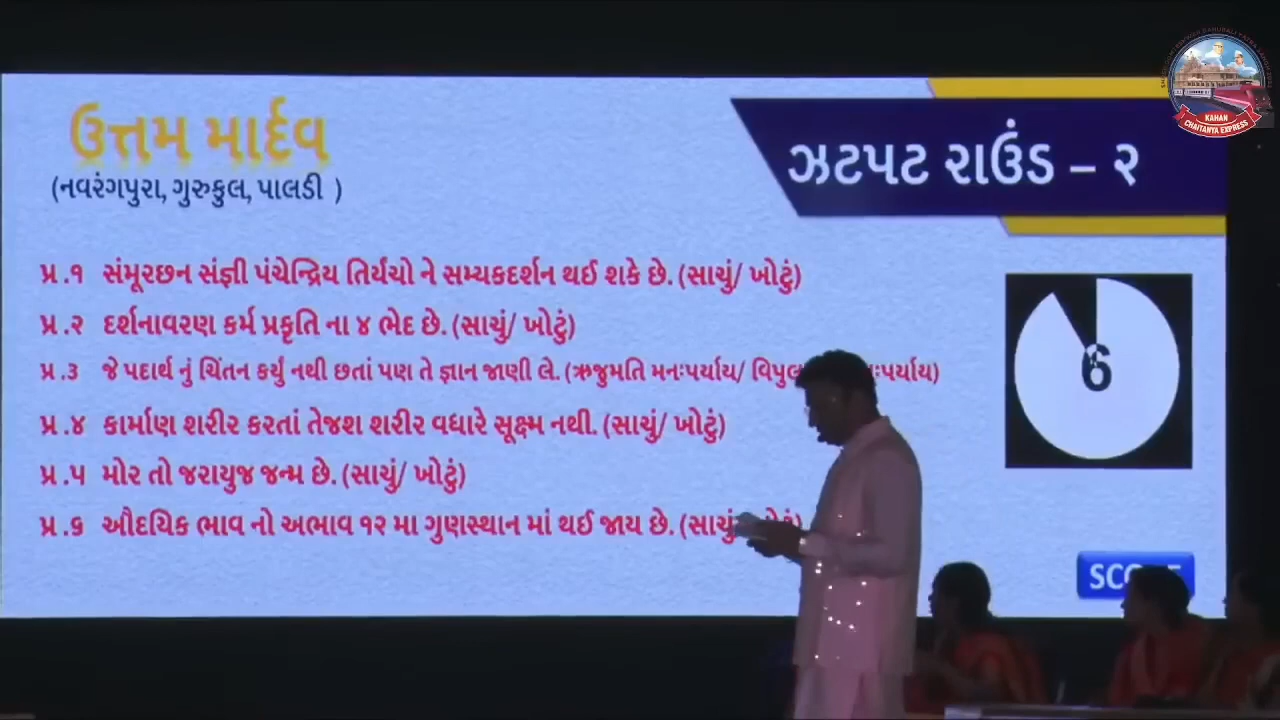 ઉત્તમ માર્દવ
(નવરંગપુરા, ગુરુકુલ, પાલડી )
ઝટપટ રાઉંડ – ૨
પ્ર.૧ સંમૂરછન સંજ્ઞી પંચેન્દ્રિય તિર્યંચો ને સમ્યકદર્શન થઈ શકે છે. (સાચું/ ખોટું)
પ્ર.૨ દર્શનાવરણ કર્મ પ્રકૃતિ ના ૪ ભેદ છે. (સાચું/ ખોટું)
પ્ર.૩ જે પદાર્થ નું ચિંતન કર્યું નથી છતાં પણ તે જ્ઞાન જાણી લે. (ઋજુમતિ મનઃપર્યાય/
પ્ર.૪ કાર્માણ શરીર કરતાં તેજશ શરીર વધારે સૂક્ષ્મ નથી. (સાચું/ ખોટું)
પ્ર.૫ મોર તો જરાયુજ જન્મ છે. (સાચું/ ખોટું)
પ્ર.૬ ઔદયિક ભાવ નો અભાવ ૧૨ મા ગુણસ્થાન માં થઈ જાય છે. (સાચું
6
KAHAN
CHAITANYA EXPRESS